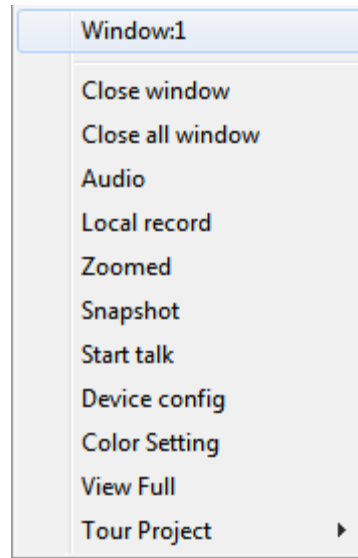 Window:1
Close window
Close all window
Audio
Local record
Zoomed
Snapshot
Start talk
Device config
Color Setting
View Full
Tour Project